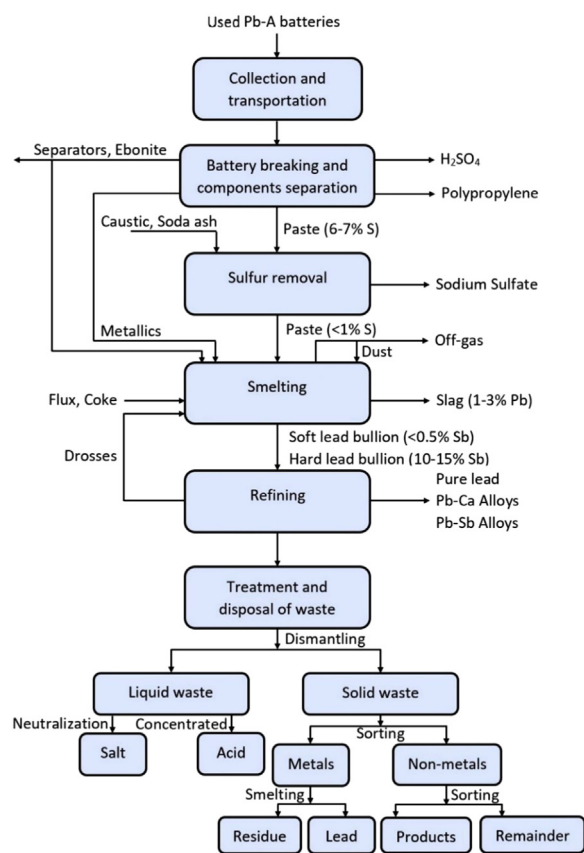 Used Pb-A batteries
Collection and
transportation
Separators, Ebonite
Battery breaking and
components separation
H₂SO₄
Polypropylene
Caustic, Soda ash
Paste (6-7% S)
Sulfur removal
Sodium Sulfate
Metallics
Paste (<1% S)
Off-gas
Dust
Flux, Coke
Smelting
Slag (1-3% Pb)
Soft lead bullion (<0.5% Sb)
Hard lead bullion (10-15% Sb)
Drosses
Refining
Pure lead
Pb-Ca Alloys
Pb-Sb Alloys
Treatment and
disposal of waste
Dismantling
Liquid waste
Solid waste
Neutralization
Concentrated
Sorting
Salt
Acid
Metals
Non-metals
Smelting
Sorting
Residue
Lead
Products
Remainder